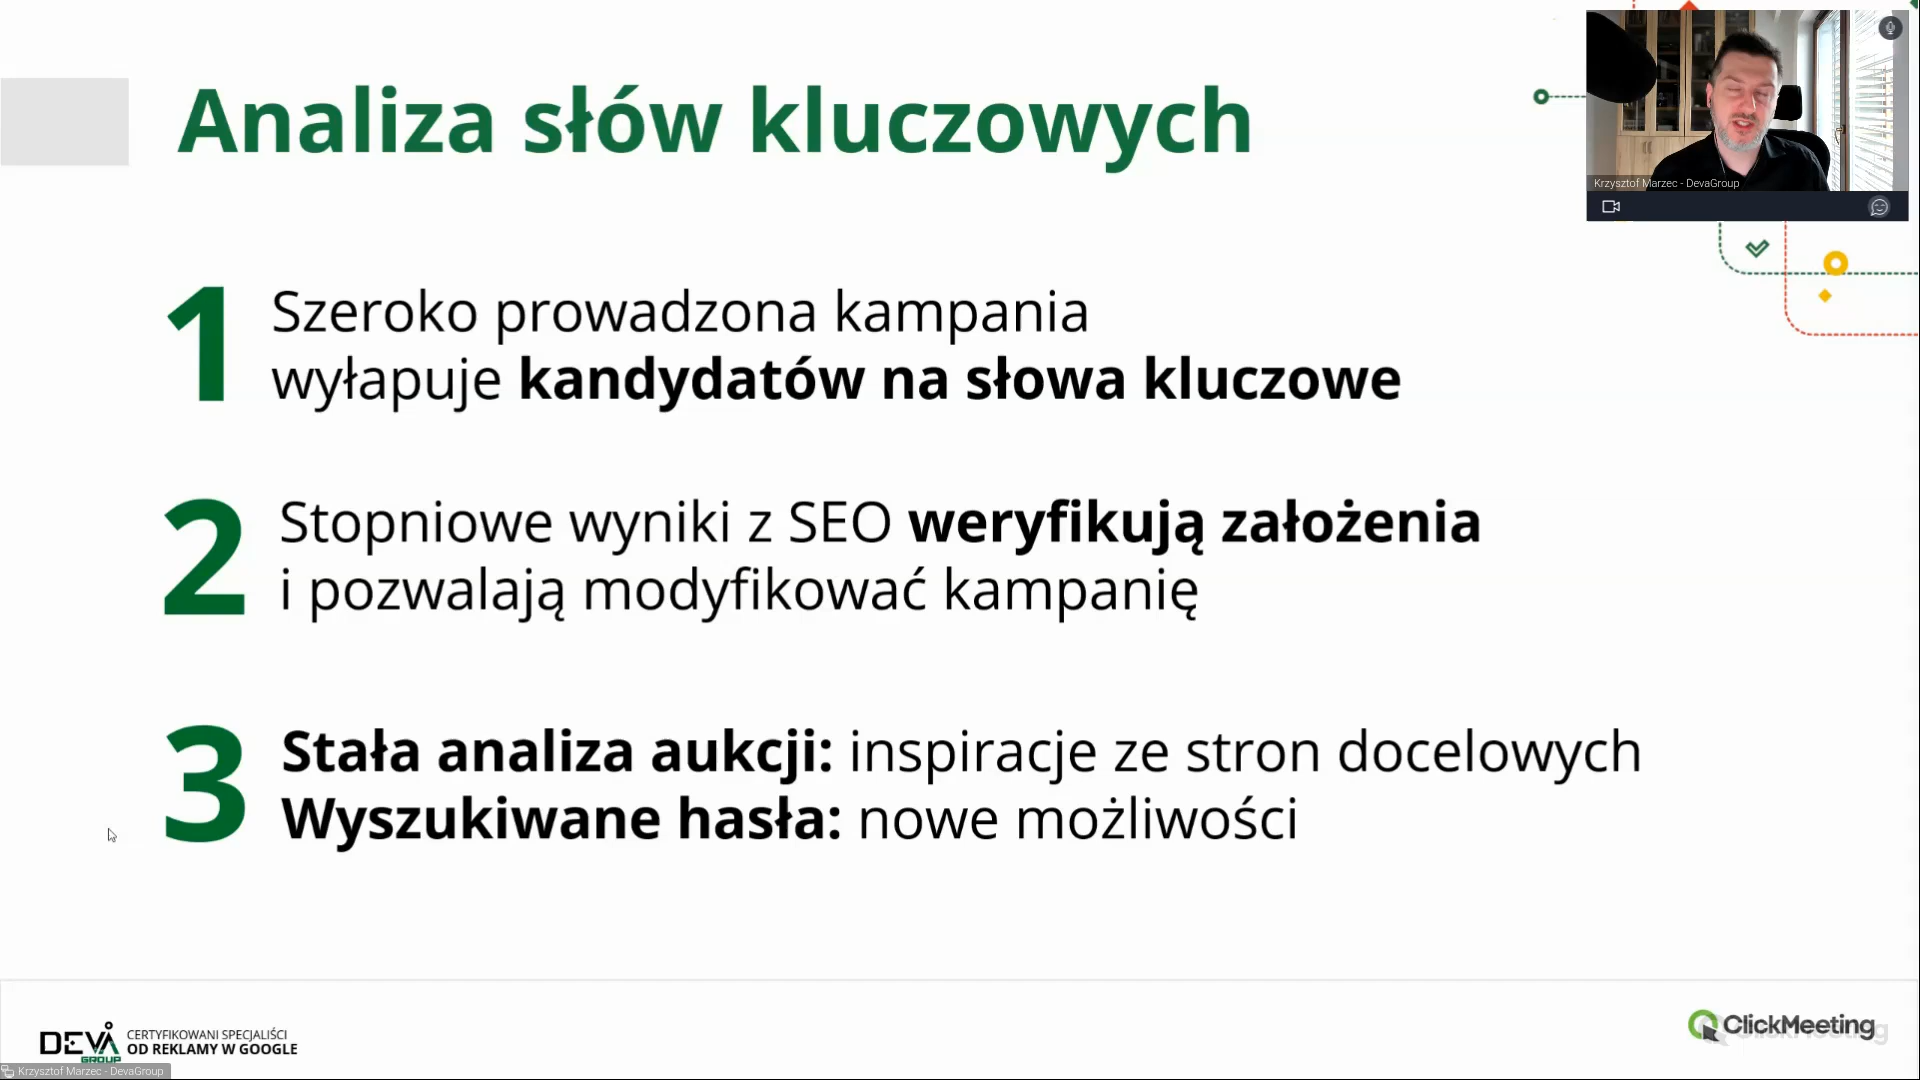 Analiza słów kluczowych
Krzysztof Marzec - DevaGroup
1
Szeroko prowadzona kampania
wyłapuje kandydatów na słowa kluczowe
2
Stopniowe wyniki z SEO weryfikują założenia
i pozwalają modyfikować kampanię
3
Stała analiza aukcji: inspiracje ze stron docelowych
Wyszukiwane hasła: nowe możliwości
DEVA GROUP
CERTYFIKOWANI SPECJALIŚCI
OD REKLAMY W GOOGLE
ClickMeeting
Krzysztof Marzec - DevaGroup